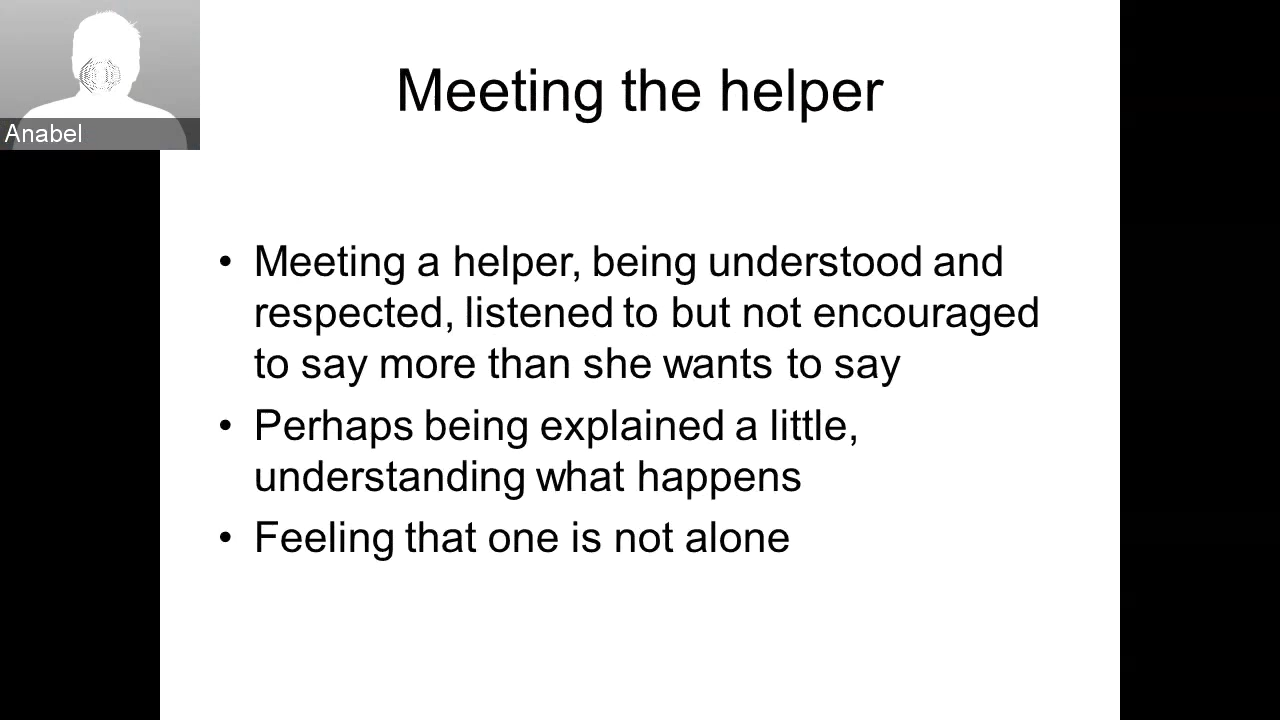 Anabel
Meeting the helper
• Meeting a helper, being understood and
respected, listened to but not encouraged
to say more than she wants to say
• Perhaps being explained a little,
understanding what happens
• Feeling that one is not alone